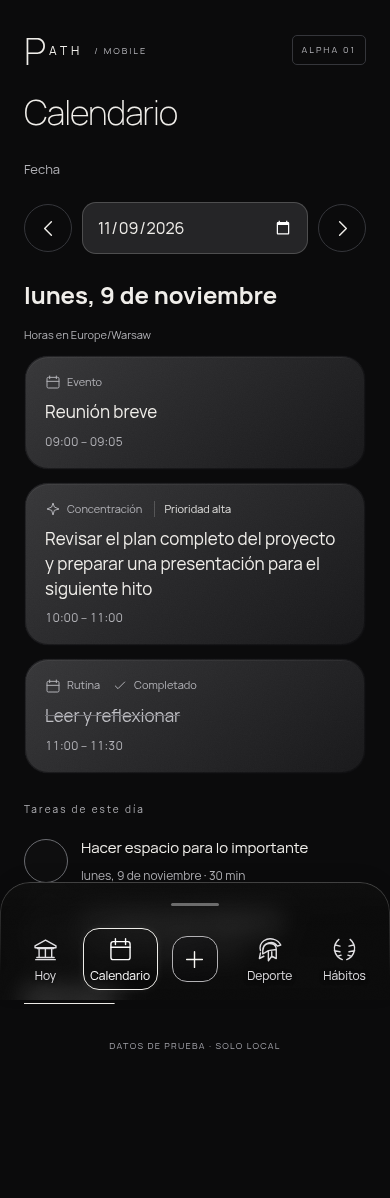 PATH / MOBILE
ALPHA 01
Calendario
Fecha
11/09/2026
lunes, 9 de noviembre
Horas en Europe/Warsaw
Evento
Reunión breve
09:00 – 09:05
Concentración | Prioridad alta
Revisar el plan completo del proyecto
y preparar una presentación para el
siguiente hito
10:00 – 11:00
Rutina Completado
Leer y reflexionar
11:00 – 11:30
Tareas de este día
Hacer espacio para lo importante
lunes, 9 de noviembre · 30 min
Hoy
Calendario
Deporte
Hábitos
DATOS DE PRUEBA · SOLO LOCAL